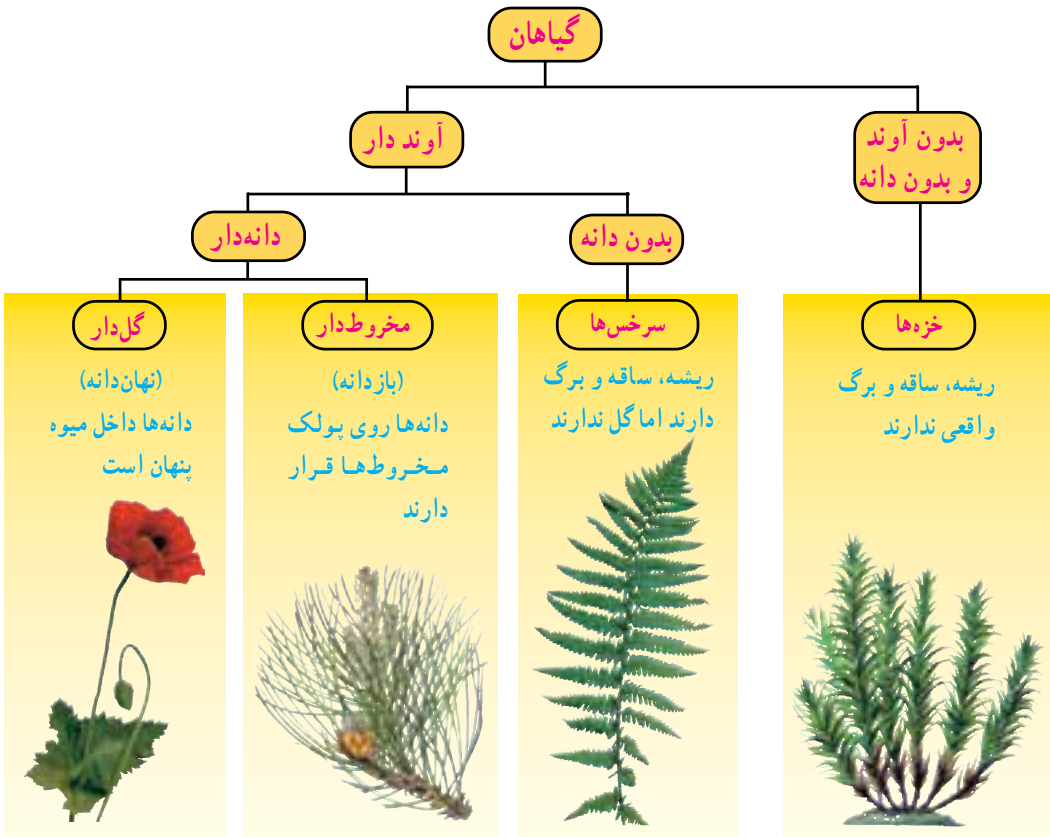 گیاهان
بدون آوند
و بدون دانه
آوند دار
بدون دانه
دانه‌دار
خزه‌ها
ریشه، ساقه و برگ
واقعی ندارند
سرخس‌ها
ریشه، ساقه و برگ
دارند اما گل ندارند
مخروط‌دار
(بازدانه)
دانه‌ها روی پولک
مخروط‌ها قرار
دارند
گل‌دار
(نهان‌دانه)
دانه‌ها داخل میوه
پنهان است